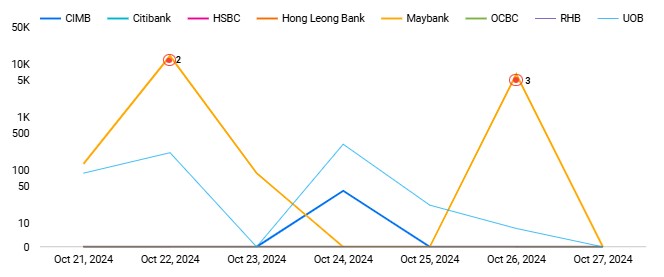 CIMB Citibank HSBC Hong Leong Bank Maybank OCBC RHB UOB
50K
10K
5K
1K
500
100
50
10
0
2
3
Oct 21, 2024 Oct 22, 2024 Oct 23, 2024 Oct 24, 2024 Oct 25, 2024 Oct 26, 2024 Oct 27, 2024